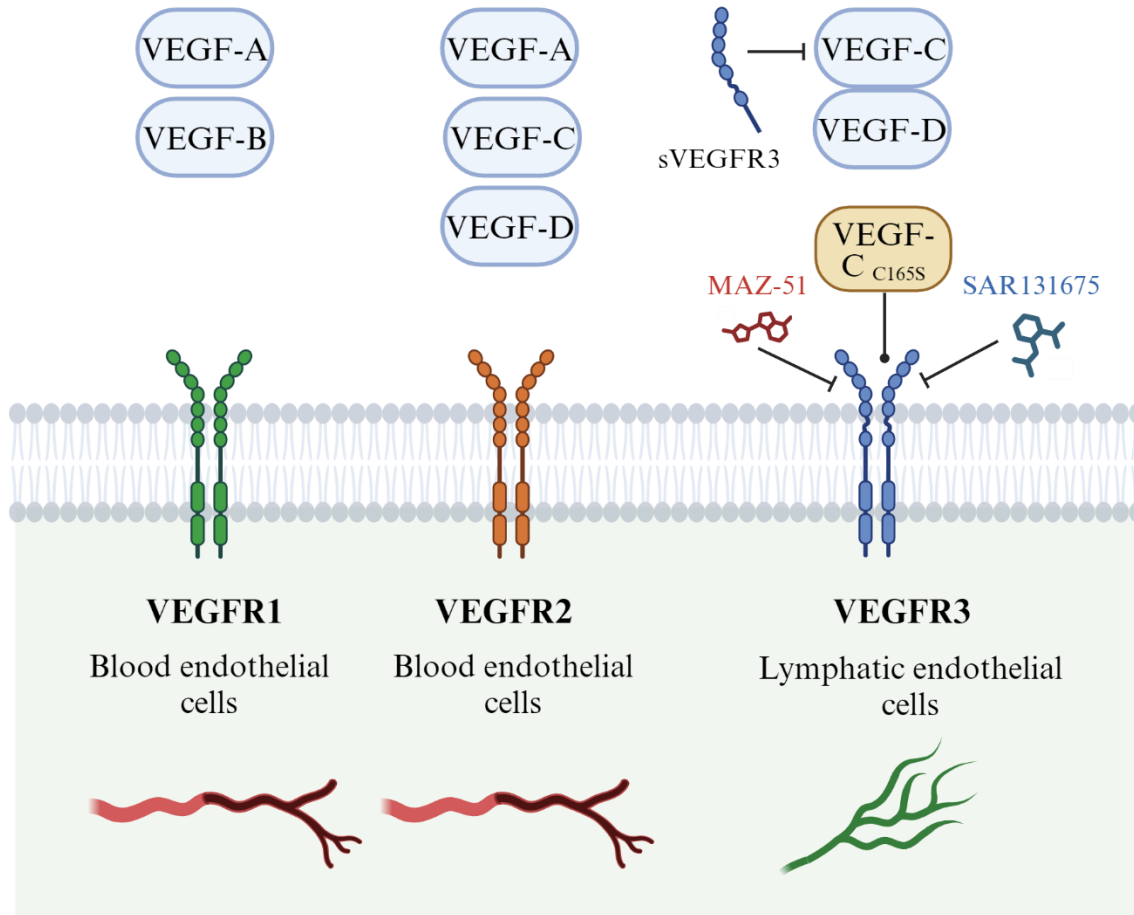 VEGF-A
VEGF-B
VEGF-A
VEGF-C
VEGF-D
sVEGFR3
VEGF-C
VEGF-D
VEGF-
C C165S
MAZ-51
SAR131675
VEGFR1
Blood endothelial
cells
VEGFR2
Blood endothelial
cells
VEGFR3
Lymphatic endothelial
cells